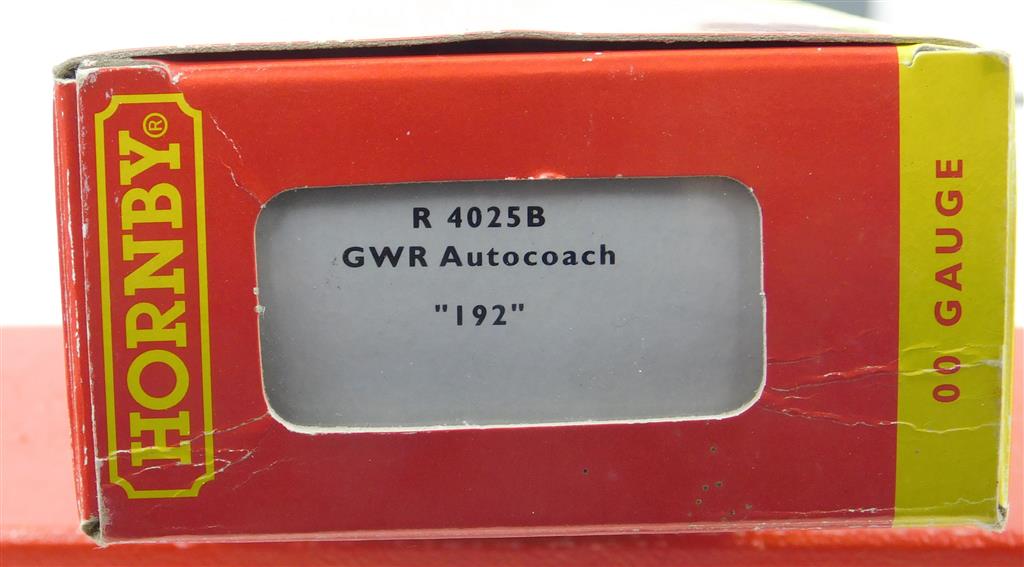 HORNBY®
R 4025B
GWR Autocoach
"192"
00 GAUGE